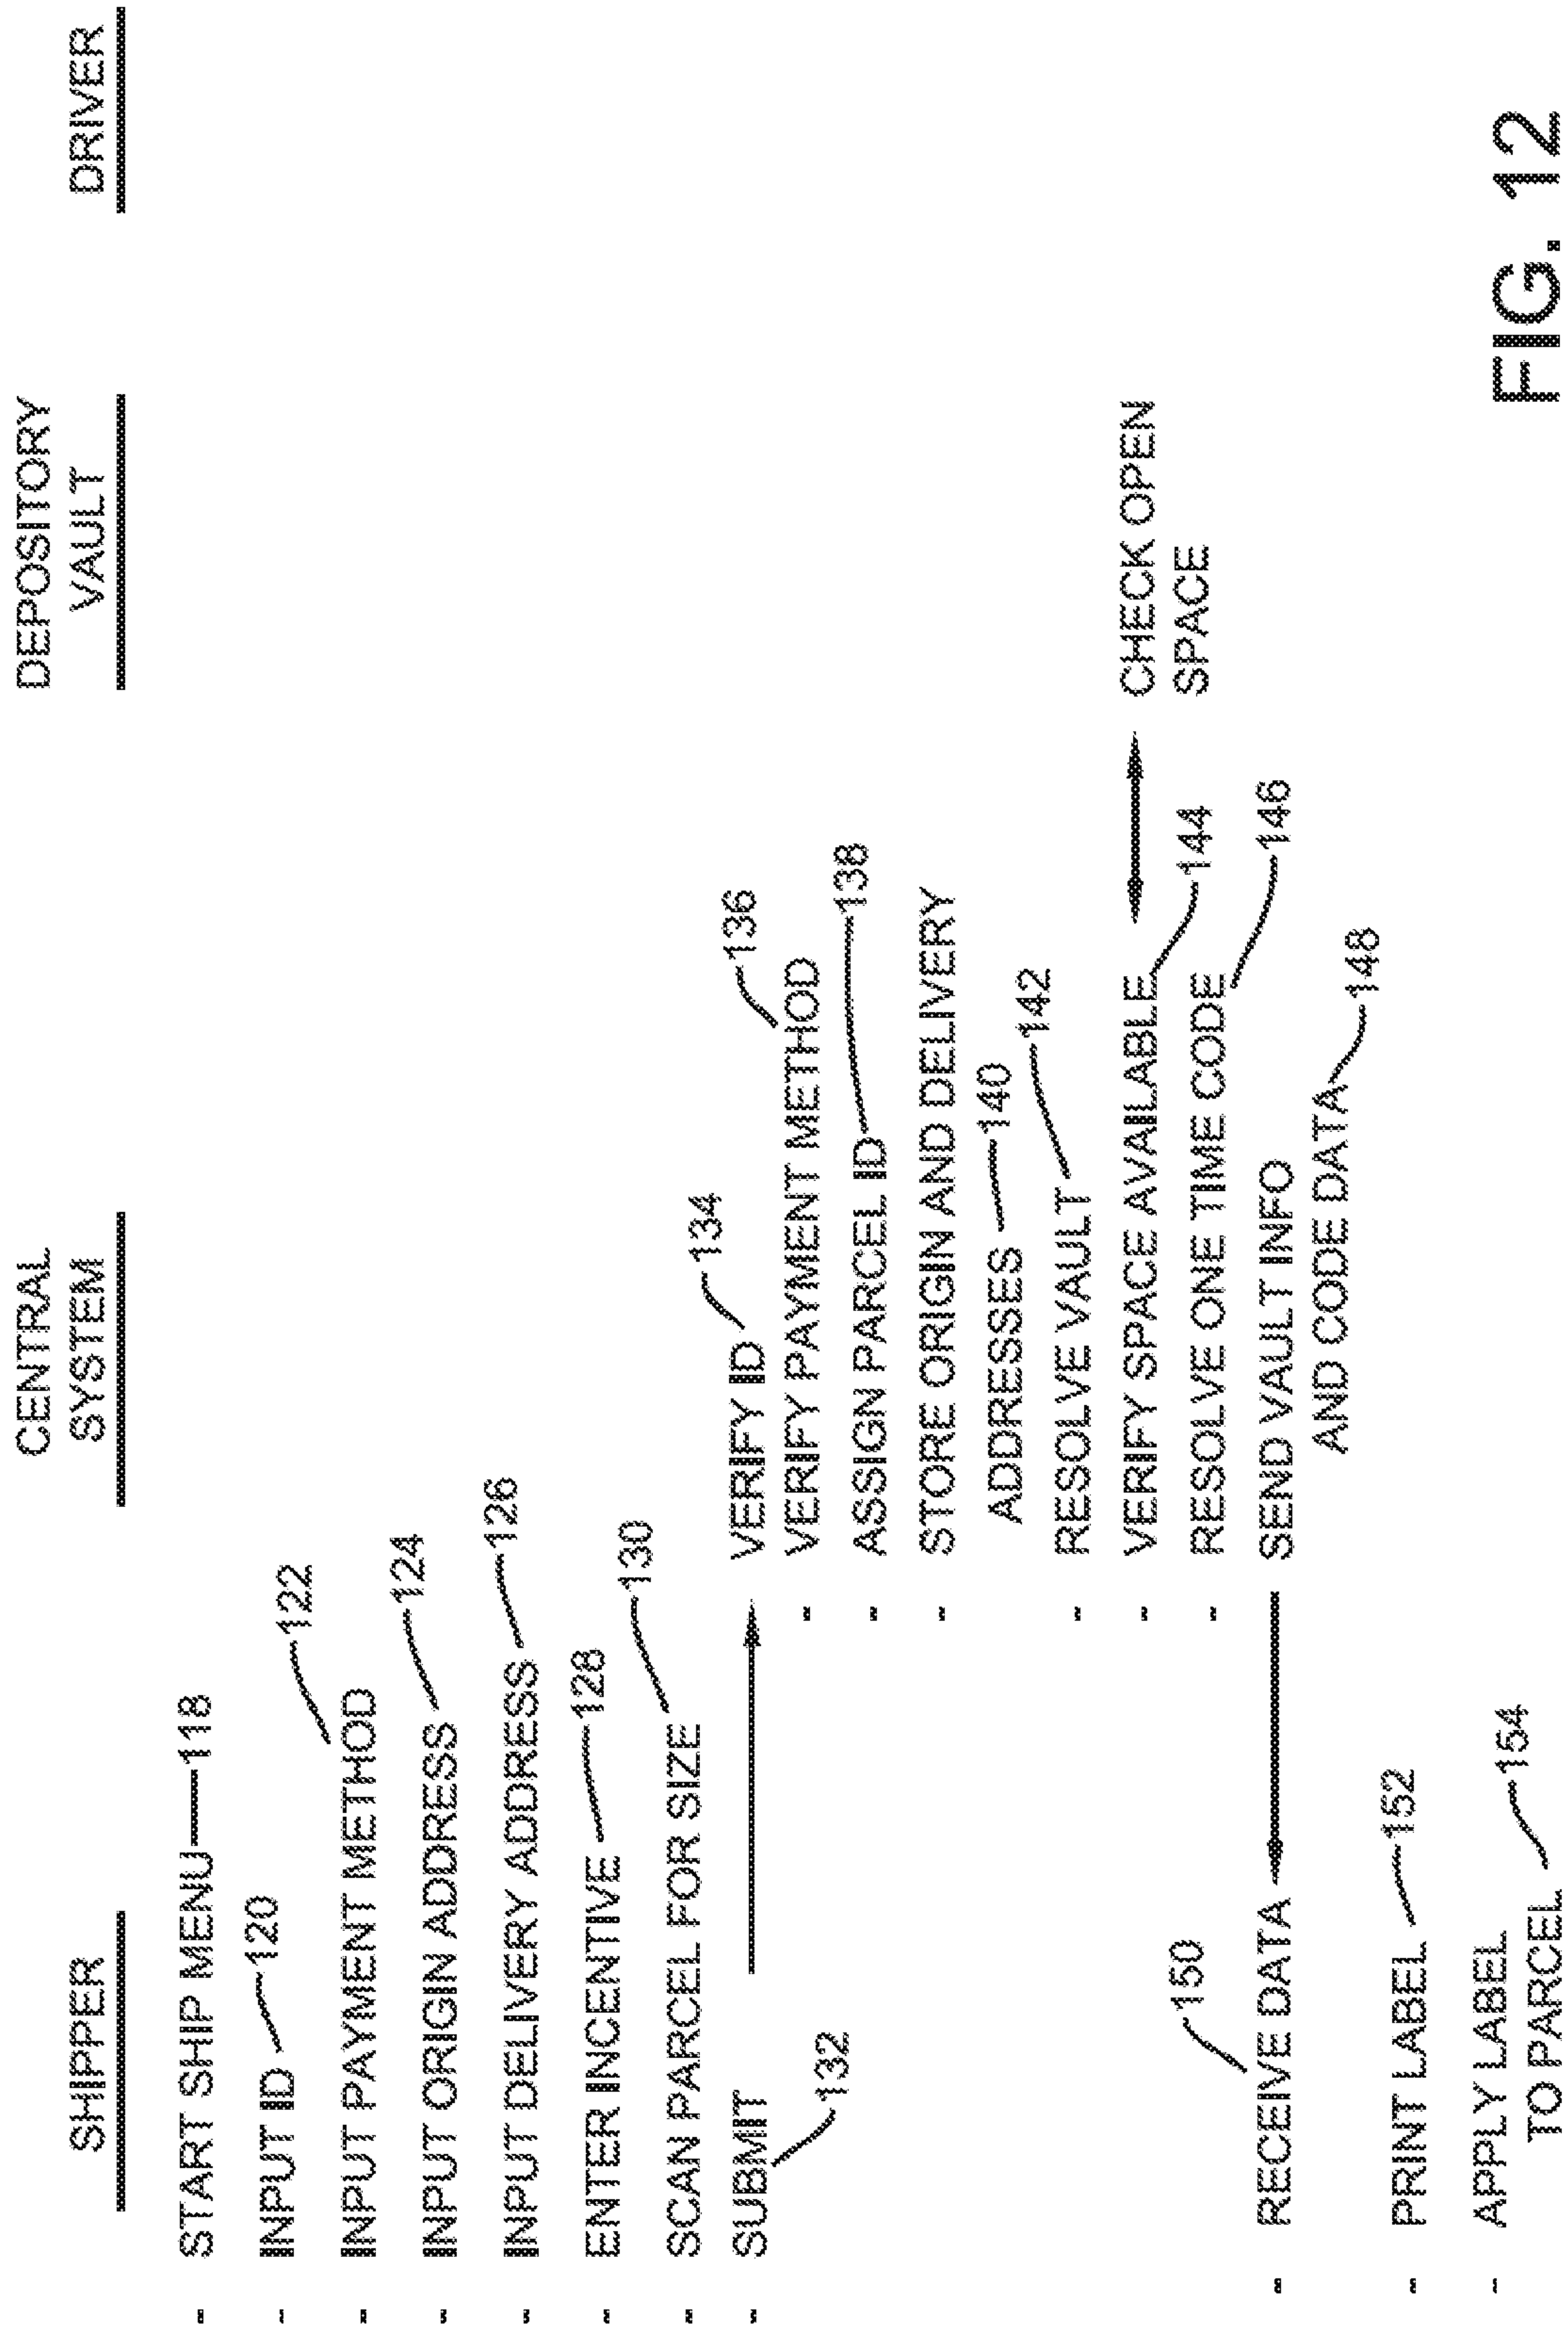 SHIPPER
CENTRAL
SYSTEM
DEPOSITORY
VAULT
DRIVER
- START SHIP MENU 118
- INPUT ID 120
- INPUT PAYMENT METHOD 122
- INPUT ORIGIN ADDRESS 124
- INPUT DELIVERY ADDRESS 126
- ENTER INCENTIVE 128
- SCAN PARCEL FOR SIZE 130
- SUBMIT 132
VERIFY ID 134
- VERIFY PAYMENT METHOD 136
- ASSIGN PARCEL ID 138
- STORE ORIGIN AND DELIVERY
ADDRESSES 140
- RESOLVE VAULT 142
- VERIFY SPACE AVAILABLE 144
CHECK OPEN
SPACE
- RESOLVE ONE TIME CODE 146
SEND VAULT INFO
AND CODE DATA 148
- RECEIVE DATA 150
- PRINT LABEL 152
- APPLY LABEL
TO PARCEL 154
FIG. 12